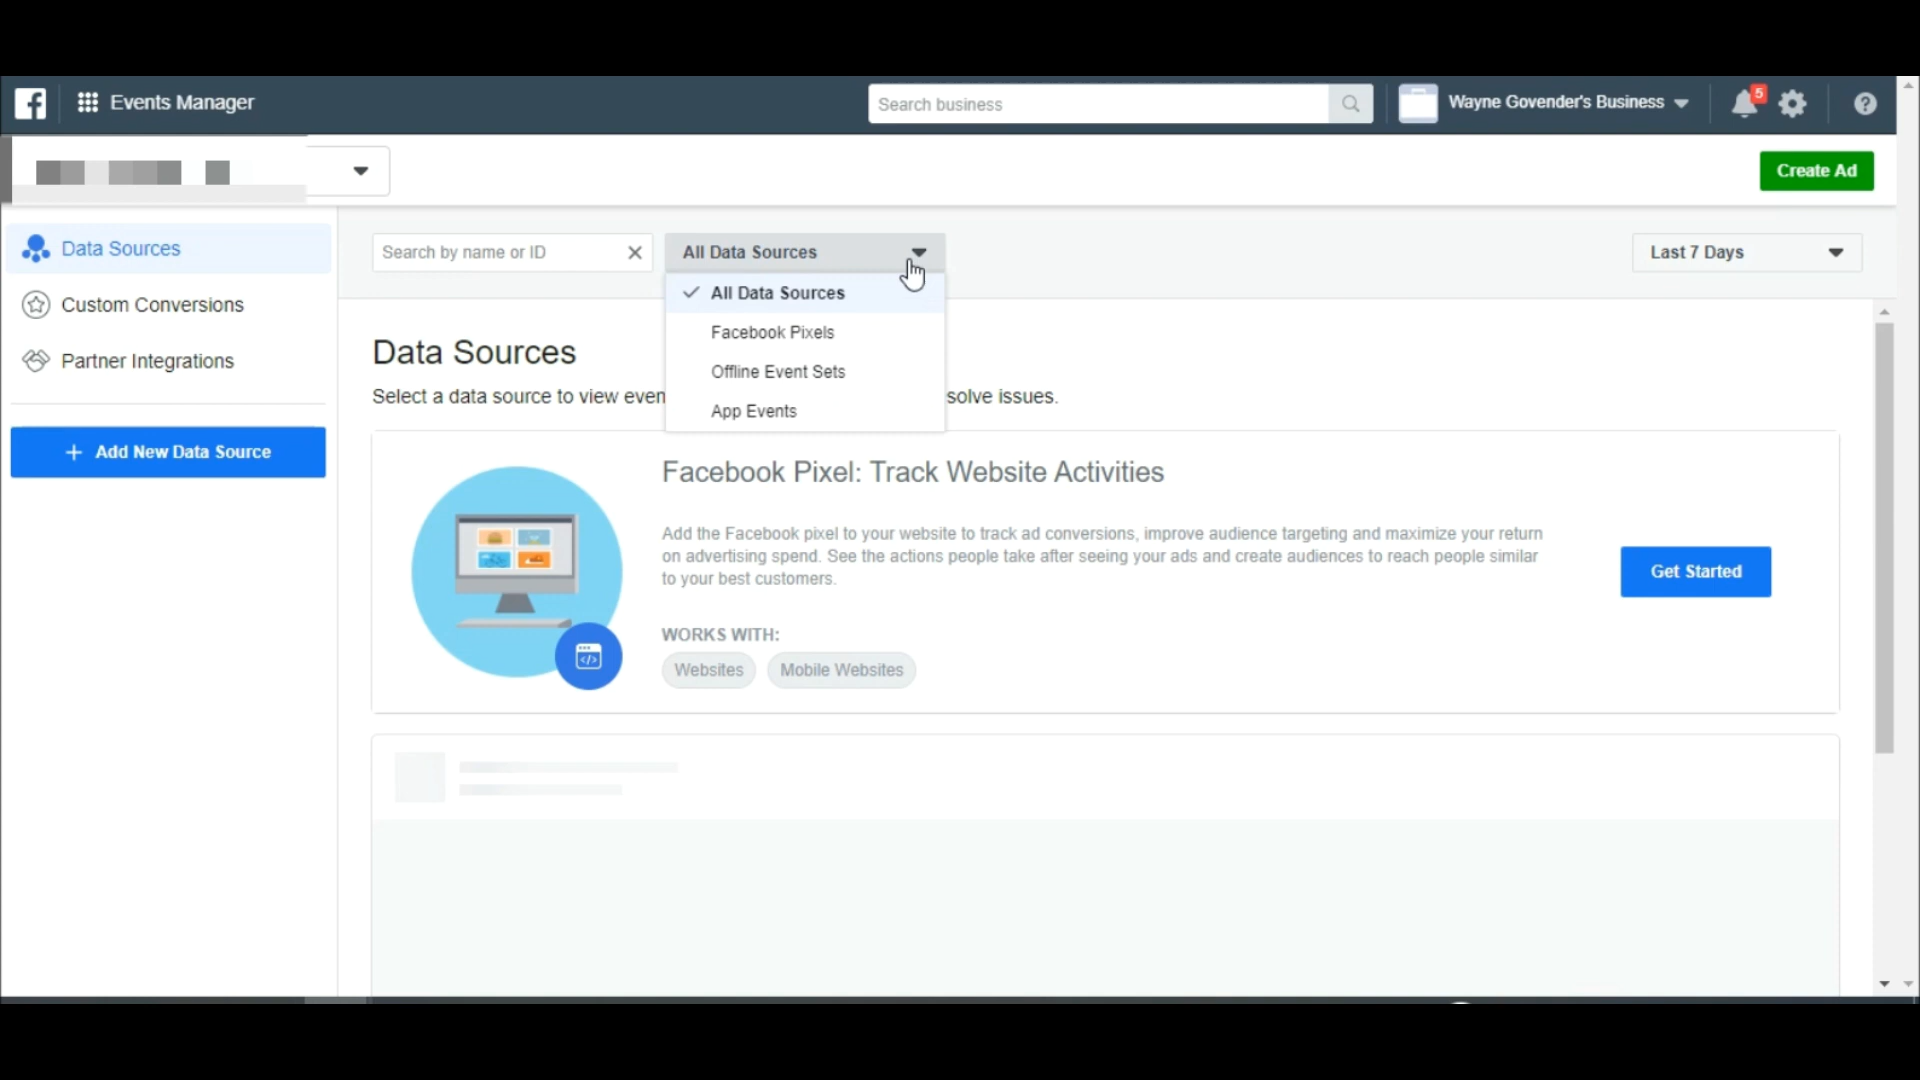 Events Manager
Search business
Wayne Govender's Business
5
Create Ad
Data Sources
Custom Conversions
Partner Integrations
Add New Data Source
Search by name or ID
All Data Sources
Last 7 Days
All Data Sources
Facebook Pixels
Offline Event Sets
App Events
Data Sources
Select a data source to view even
solve issues.
Facebook Pixel: Track Website Activities
Add the Facebook pixel to your website to track ad conversions, improve audience targeting and maximize your return
on advertising spend. See the actions people take after seeing your ads and create audiences to reach people similar
to your best customers.
Get Started
WORKS WITH:
Websites
Mobile Websites